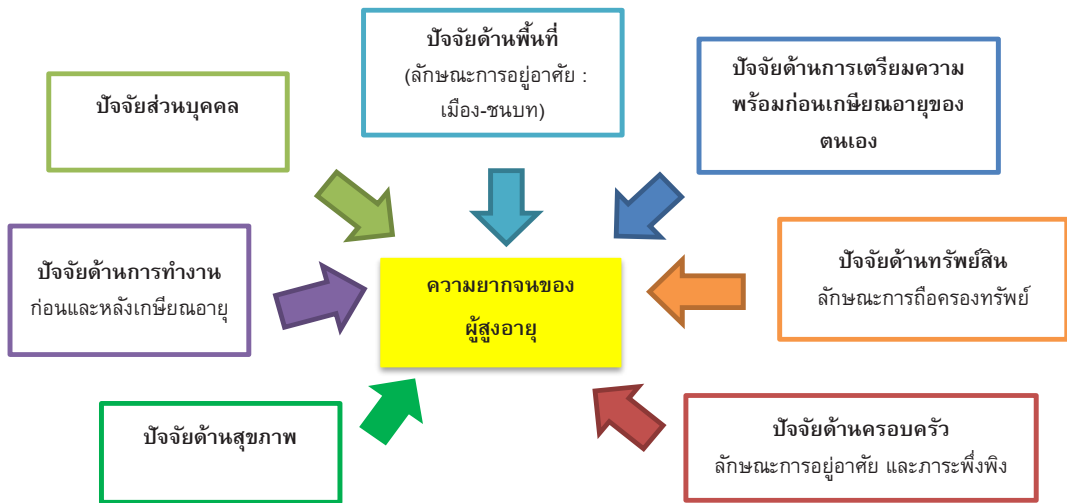 ปัจจัยด้านพื้นที่
(ลักษณะการอยู่อาศัย :
เมือง-ชนบท)
ปัจจัยส่วนบุคคล
ปัจจัยด้านการเตรียมความ
พร้อมก่อนเกษียณอายุของ
ตนเอง
ปัจจัยด้านการทำงาน
ก่อนและหลังเกษียณอายุ
ความยากจนของ
ผู้สูงอายุ
ปัจจัยด้านทรัพย์สิน
ลักษณะการถือครองทรัพย์
ปัจจัยด้านสุขภาพ
ปัจจัยด้านครอบครัว
ลักษณะการอยู่อาศัย และภาระพึ่งพิง